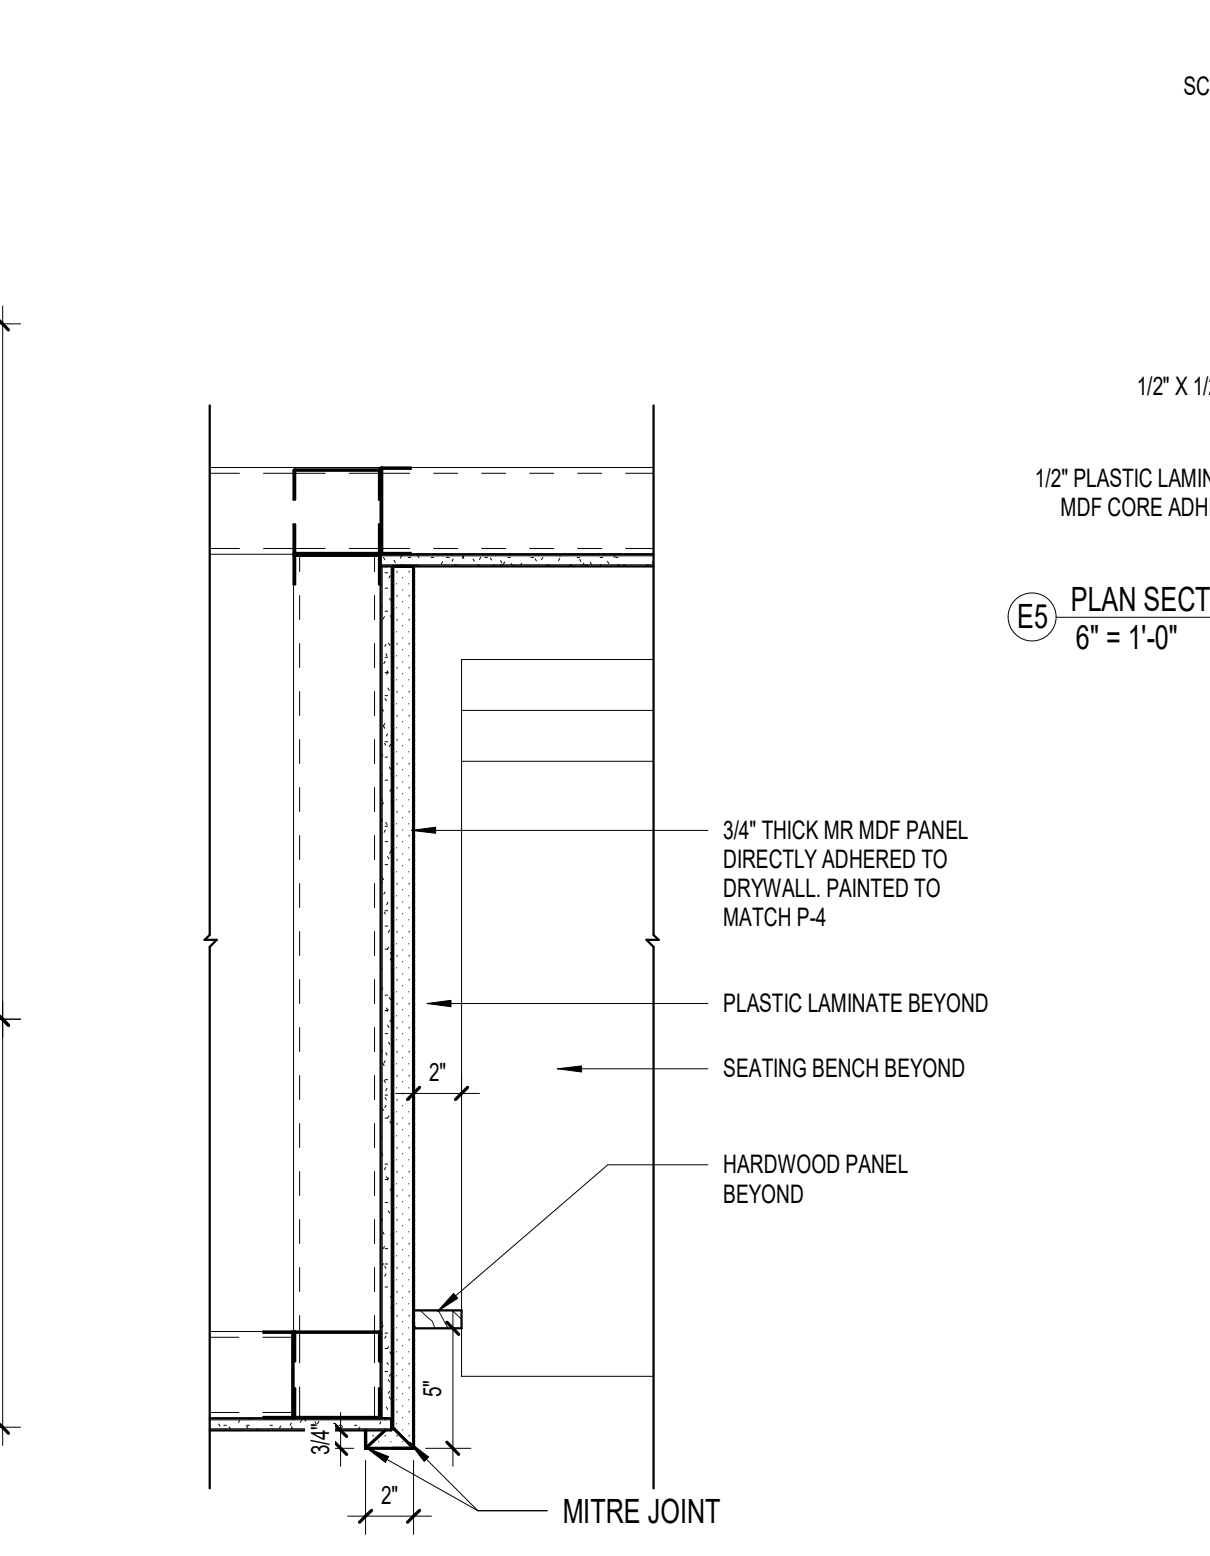 SC
1/2" X 1/2
1/2" PLASTIC LAMIN
MDF CORE ADH
E5
PLAN SECT
6" = 1'-0"
3/4" THICK MR MDF PANEL
DIRECTLY ADHERED TO
DRYWALL. PAINTED TO
MATCH P-4
PLASTIC LAMINATE BEYOND
2"
SEATING BENCH BEYOND
HARDWOOD PANEL
BEYOND
5"
3/4"
2"
MITRE JOINT